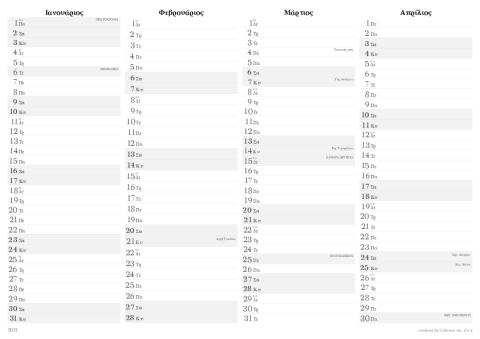 Ιανουάριος
1 Πα
2 Σα
3 Κυ
4 Δε
5 Τρ
6 Τε
7 Πε
8 Πα
9 Σα
10 Κυ
11 Δε
12 Τρ
13 Τε
14 Πε
15 Πα
16 Σα
17 Κυ
18 Δε
19 Τρ
20 Τε
21 Πε
22 Πα
23 Σα
24 Κυ
25 Δε
26 Τρ
27 Τε
28 Πε
29 Πα
30 Σα
31 Κυ
Φεβρουάριος
1 Δε
2 Τρ
3 Τε
4 Πε
5 Πα
6 Σα
7 Κυ
8 Δε
9 Τρ
10 Τε
11 Πε
12 Πα
13 Σα
14 Κυ
15 Δε
16 Τρ
17 Τε
18 Πε
19 Πα
20 Σα
21 Κυ
22 Δε
23 Τρ
24 Τε
25 Πε
26 Πα
27 Σα
28 Κυ
Μάρτιος
1 Δε
2 Τρ
3 Τε
4 Πε
5 Πα
6 Σα
7 Κυ
8 Δε
9 Τρ
10 Τε
11 Πε
12 Πα
13 Σα
14 Κυ
15 Δε
16 Τρ
17 Τε
18 Πε
19 Πα
20 Σα
21 Κυ
22 Δε
23 Τρ
24 Τε
25 Πε
26 Πα
27 Σα
28 Κυ
29 Δε
30 Τρ
31 Τε
Απρίλιος
1 Πε
2 Πα
3 Σα
4 Κυ
5 Δε
6 Τρ
7 Τε
8 Πε
9 Πα
10 Σα
11 Κυ
12 Δε
13 Τρ
14 Τε
15 Πε
16 Πα
17 Σα
18 Κυ
19 Δε
20 Τρ
21 Τε
22 Πε
23 Πα
24 Σα
25 Κυ
26 Δε
27 Τρ
28 Τε
29 Πε
30 Πα
2021